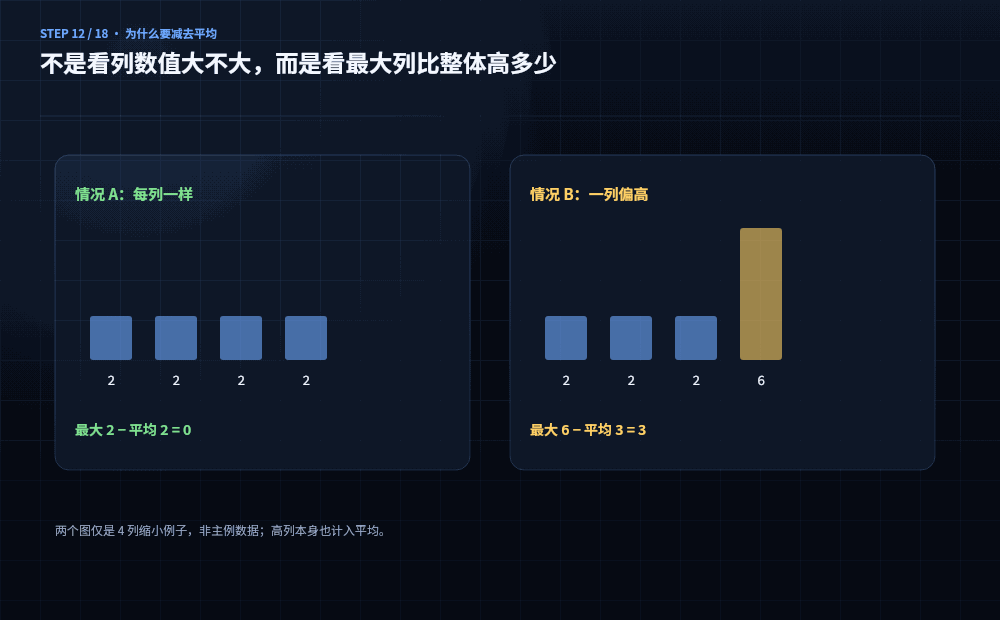 STEP 12 / 18 · 为什么要减去平均
不是看列数值大不大，而是看最大列比整体高多少
情况 A：每列一样
2 2 2 2
最大 2 − 平均 2 = 0
情况 B：一列偏高
2 2 2 6
最大 6 − 平均 3 = 3
两个图仅是 4 列缩小例子，非主例数据；高列本身也计入平均。